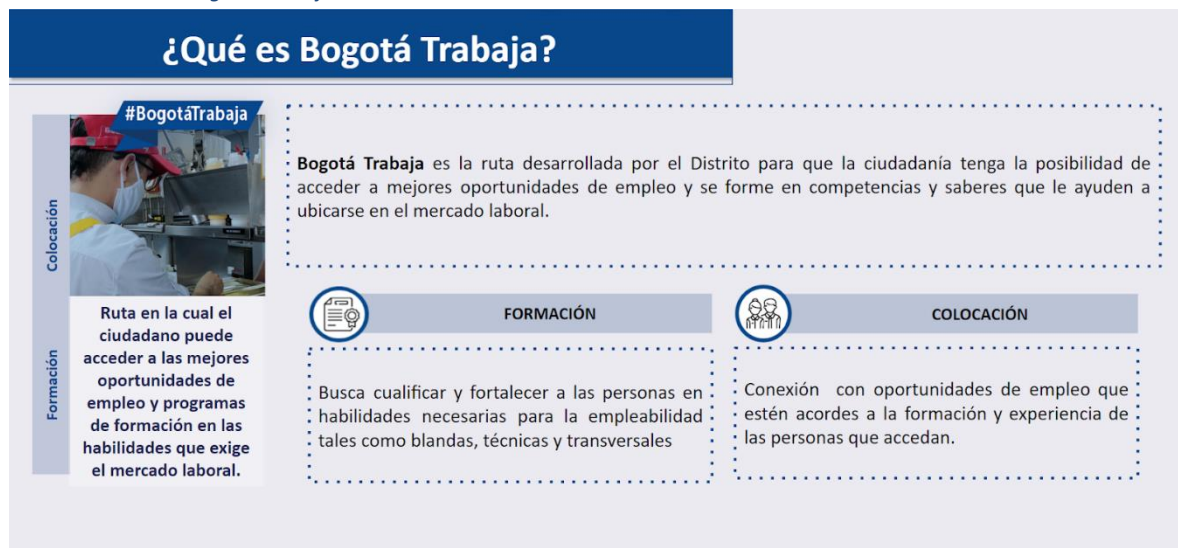 ¿Qué es Bogotá Trabaja?
#BogotáTrabaja
Colocación
Formación
Ruta en la cual el
ciudadano puede
acceder a las mejores
oportunidades de
empleo y programas
de formación en las
habilidades que exige
el mercado laboral.
Bogotá Trabaja es la ruta desarrollada por el Distrito para que la ciudadanía tenga la posibilidad de
acceder a mejores oportunidades de empleo y se forme en competencias y saberes que le ayuden a
ubicarse en el mercado laboral.
FORMACIÓN
Busca cualificar y fortalecer a las personas en
habilidades necesarias para la empleabilidad
tales como blandas, técnicas y transversales
COLOCACIÓN
Conexión con oportunidades de empleo que
estén acordes a la formación y experiencia de
las personas que accedan.